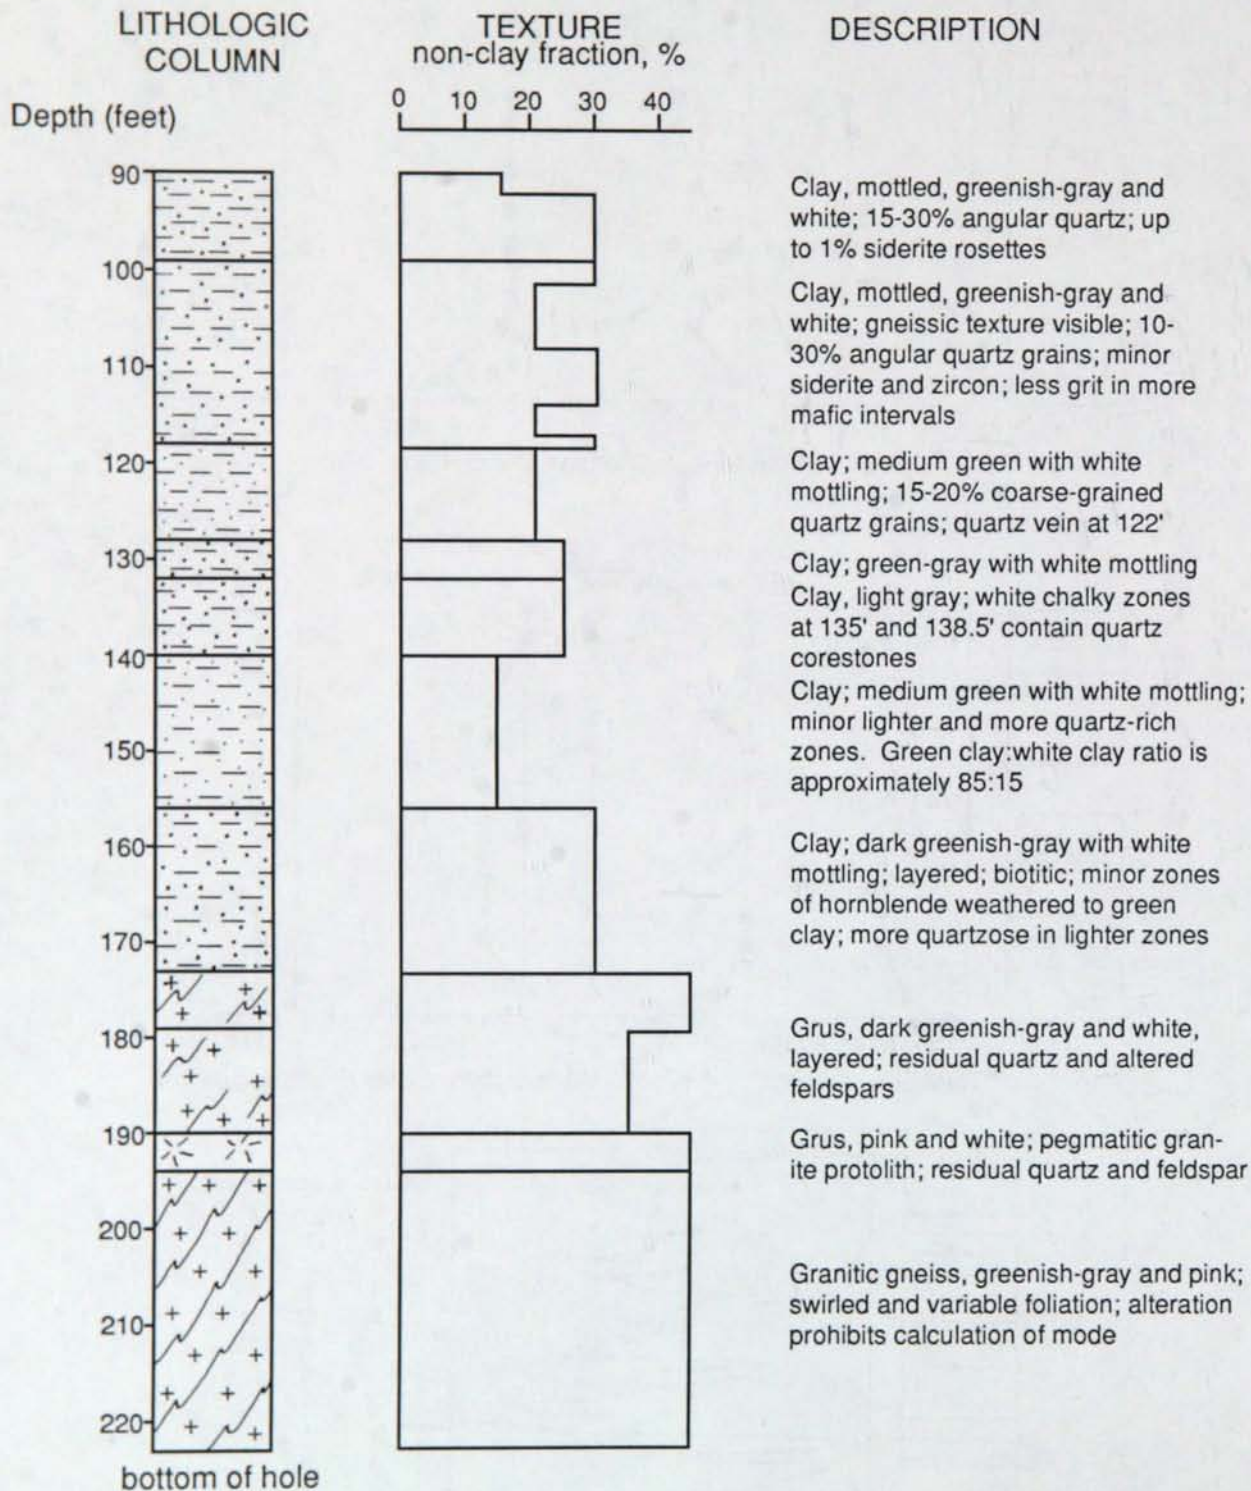 LITHOLOGIC
COLUMN
TEXTURE
non-clay fraction, %
DESCRIPTION
Depth (feet)
0 10 20 30 40
90
100
110
120
130
140
150
160
170
180
190
200
210
220
bottom of hole
Clay, mottled, greenish-gray and
white; 15-30% angular quartz; up
to 1% siderite rosettes
Clay, mottled, greenish-gray and
white; gneissic texture visible; 10-
30% angular quartz grains; minor
siderite and zircon; less grit in more
mafic intervals
Clay; medium green with white
mottling; 15-20% coarse-grained
quartz grains; quartz vein at 122'
Clay; green-gray with white mottling
Clay, light gray; white chalky zones
at 135' and 138.5' contain quartz
corestones
Clay; medium green with white mottling;
minor lighter and more quartz-rich
zones. Green clay:white clay ratio is
approximately 85:15
Clay; dark greenish-gray with white
mottling; layered; biotitic; minor zones
of hornblende weathered to green
clay; more quartzose in lighter zones
Grus, dark greenish-gray and white,
layered; residual quartz and altered
feldspars
Grus, pink and white; pegmatitic gran-
ite protolith; residual quartz and feldspar
Granitic gneiss, greenish-gray and pink;
swirled and variable foliation; alteration
prohibits calculation of mode